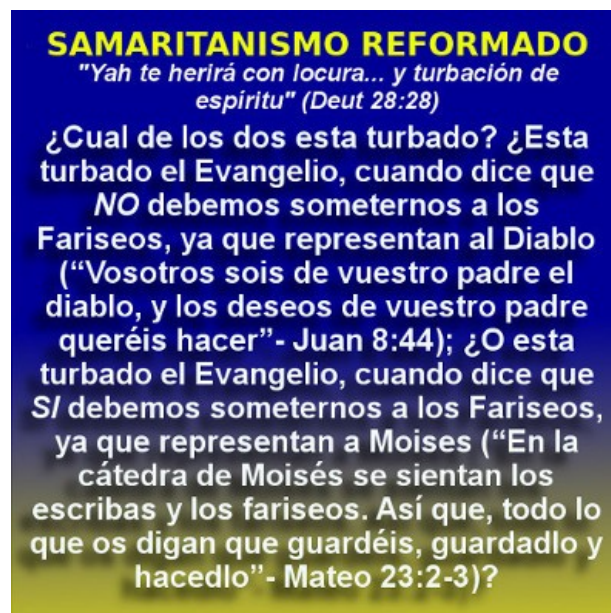 SAMARITANISMO REFORMADO
"Yah te herirá con locura... y turbación de
espíritu" (Deut 28:28)
¿Cual de los dos esta turbado? ¿Esta
turbado el Evangelio, cuando dice que
NO debemos someternos a los
Fariseos, ya que representan al Diablo
(“Vosotros sois de vuestro padre el
diablo, y los deseos de vuestro padre
queréis hacer”- Juan 8:44); ¿O esta
turbado el Evangelio, cuando dice que
SI debemos someternos a los Fariseos,
ya que representan a Moises (“En la
cátedra de Moisés se sientan los
escribas y los fariseos. Así que, todo lo
que os digan que guardéis, guardadlo y
hacedlo”- Mateo 23:2-3)?